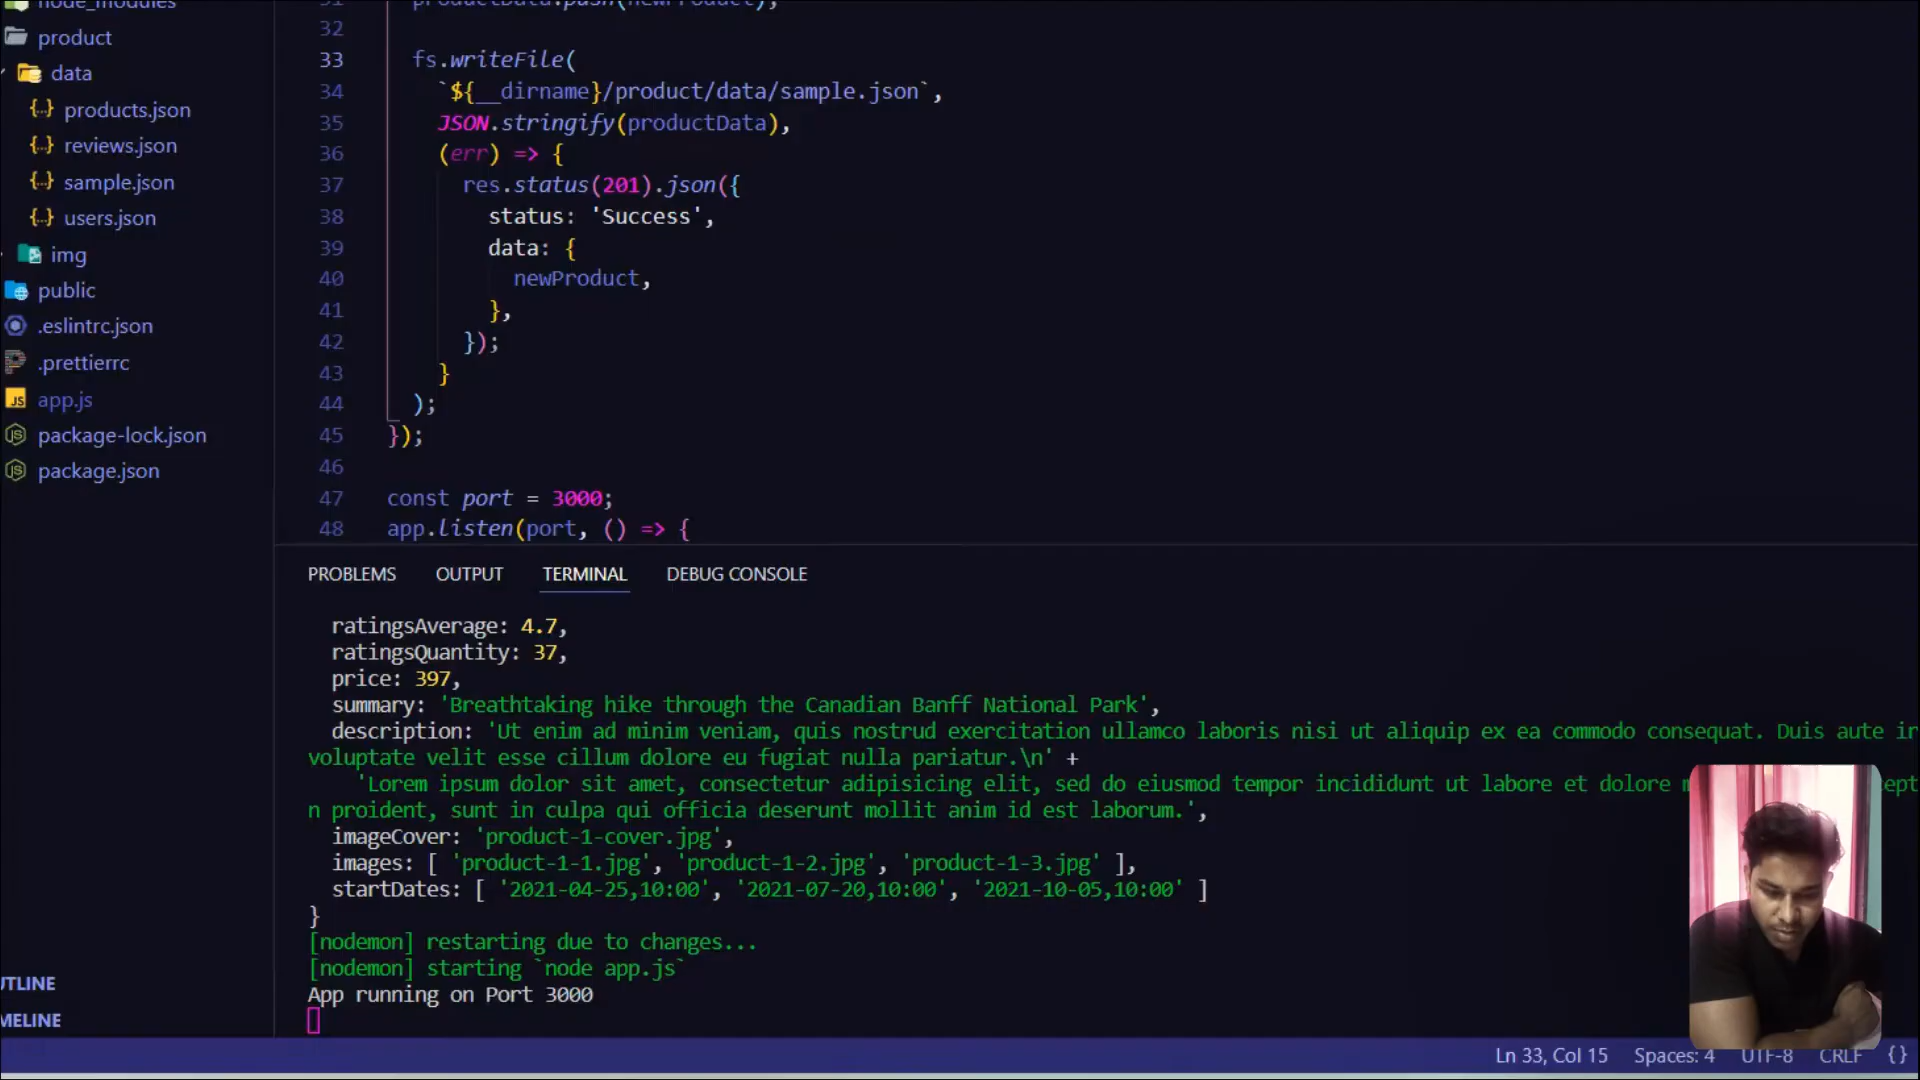 node_modules
product
data
products.json
reviews.json
sample.json
users.json
img
public
.eslintrc.json
.prettierrc
app.js
package-lock.json
package.json
UTLINE
MELINE
31 productData.push(newProduct);
32
33 fs.writeFile(
34 `${__dirname}/product/data/sample.json`,
35 JSON.stringify(productData),
36 (err) => {
37 res.status(201).json({
38 status: 'Success',
39 data: {
40 newProduct,
41 },
42 });
43 }
44 );
45 });
46
47 const port = 3000;
48 app.listen(port, () => {
PROBLEMS OUTPUT TERMINAL DEBUG CONSOLE
ratingsAverage: 4.7,
ratingsQuantity: 37,
price: 397,
summary: 'Breathtaking hike through the Canadian Banff National Park',
description: 'Ut enim ad minim veniam, quis nostrud exercitation ullamco laboris nisi ut aliquip ex ea commodo consequat. Duis aute ir
voluptate velit esse cillum dolore eu fugiat nulla pariatur.\n' +
'Lorem ipsum dolor sit amet, consectetur adipisicing elit, sed do eiusmod tempor incididunt ut labore et dolore
n proident, sunt in culpa qui officia deserunt mollit anim id est laborum.',
imageCover: 'product-1-cover.jpg',
images: [ 'product-1-1.jpg', 'product-1-2.jpg', 'product-1-3.jpg' ],
startDates: [ '2021-04-25,10:00', '2021-07-20,10:00', '2021-10-05,10:00' ]
}
[nodemon] restarting due to changes...
[nodemon] starting `node app.js`
App running on Port 3000
Ln 33, Col 15 Spaces: 4 UTF-8 CRLF {}